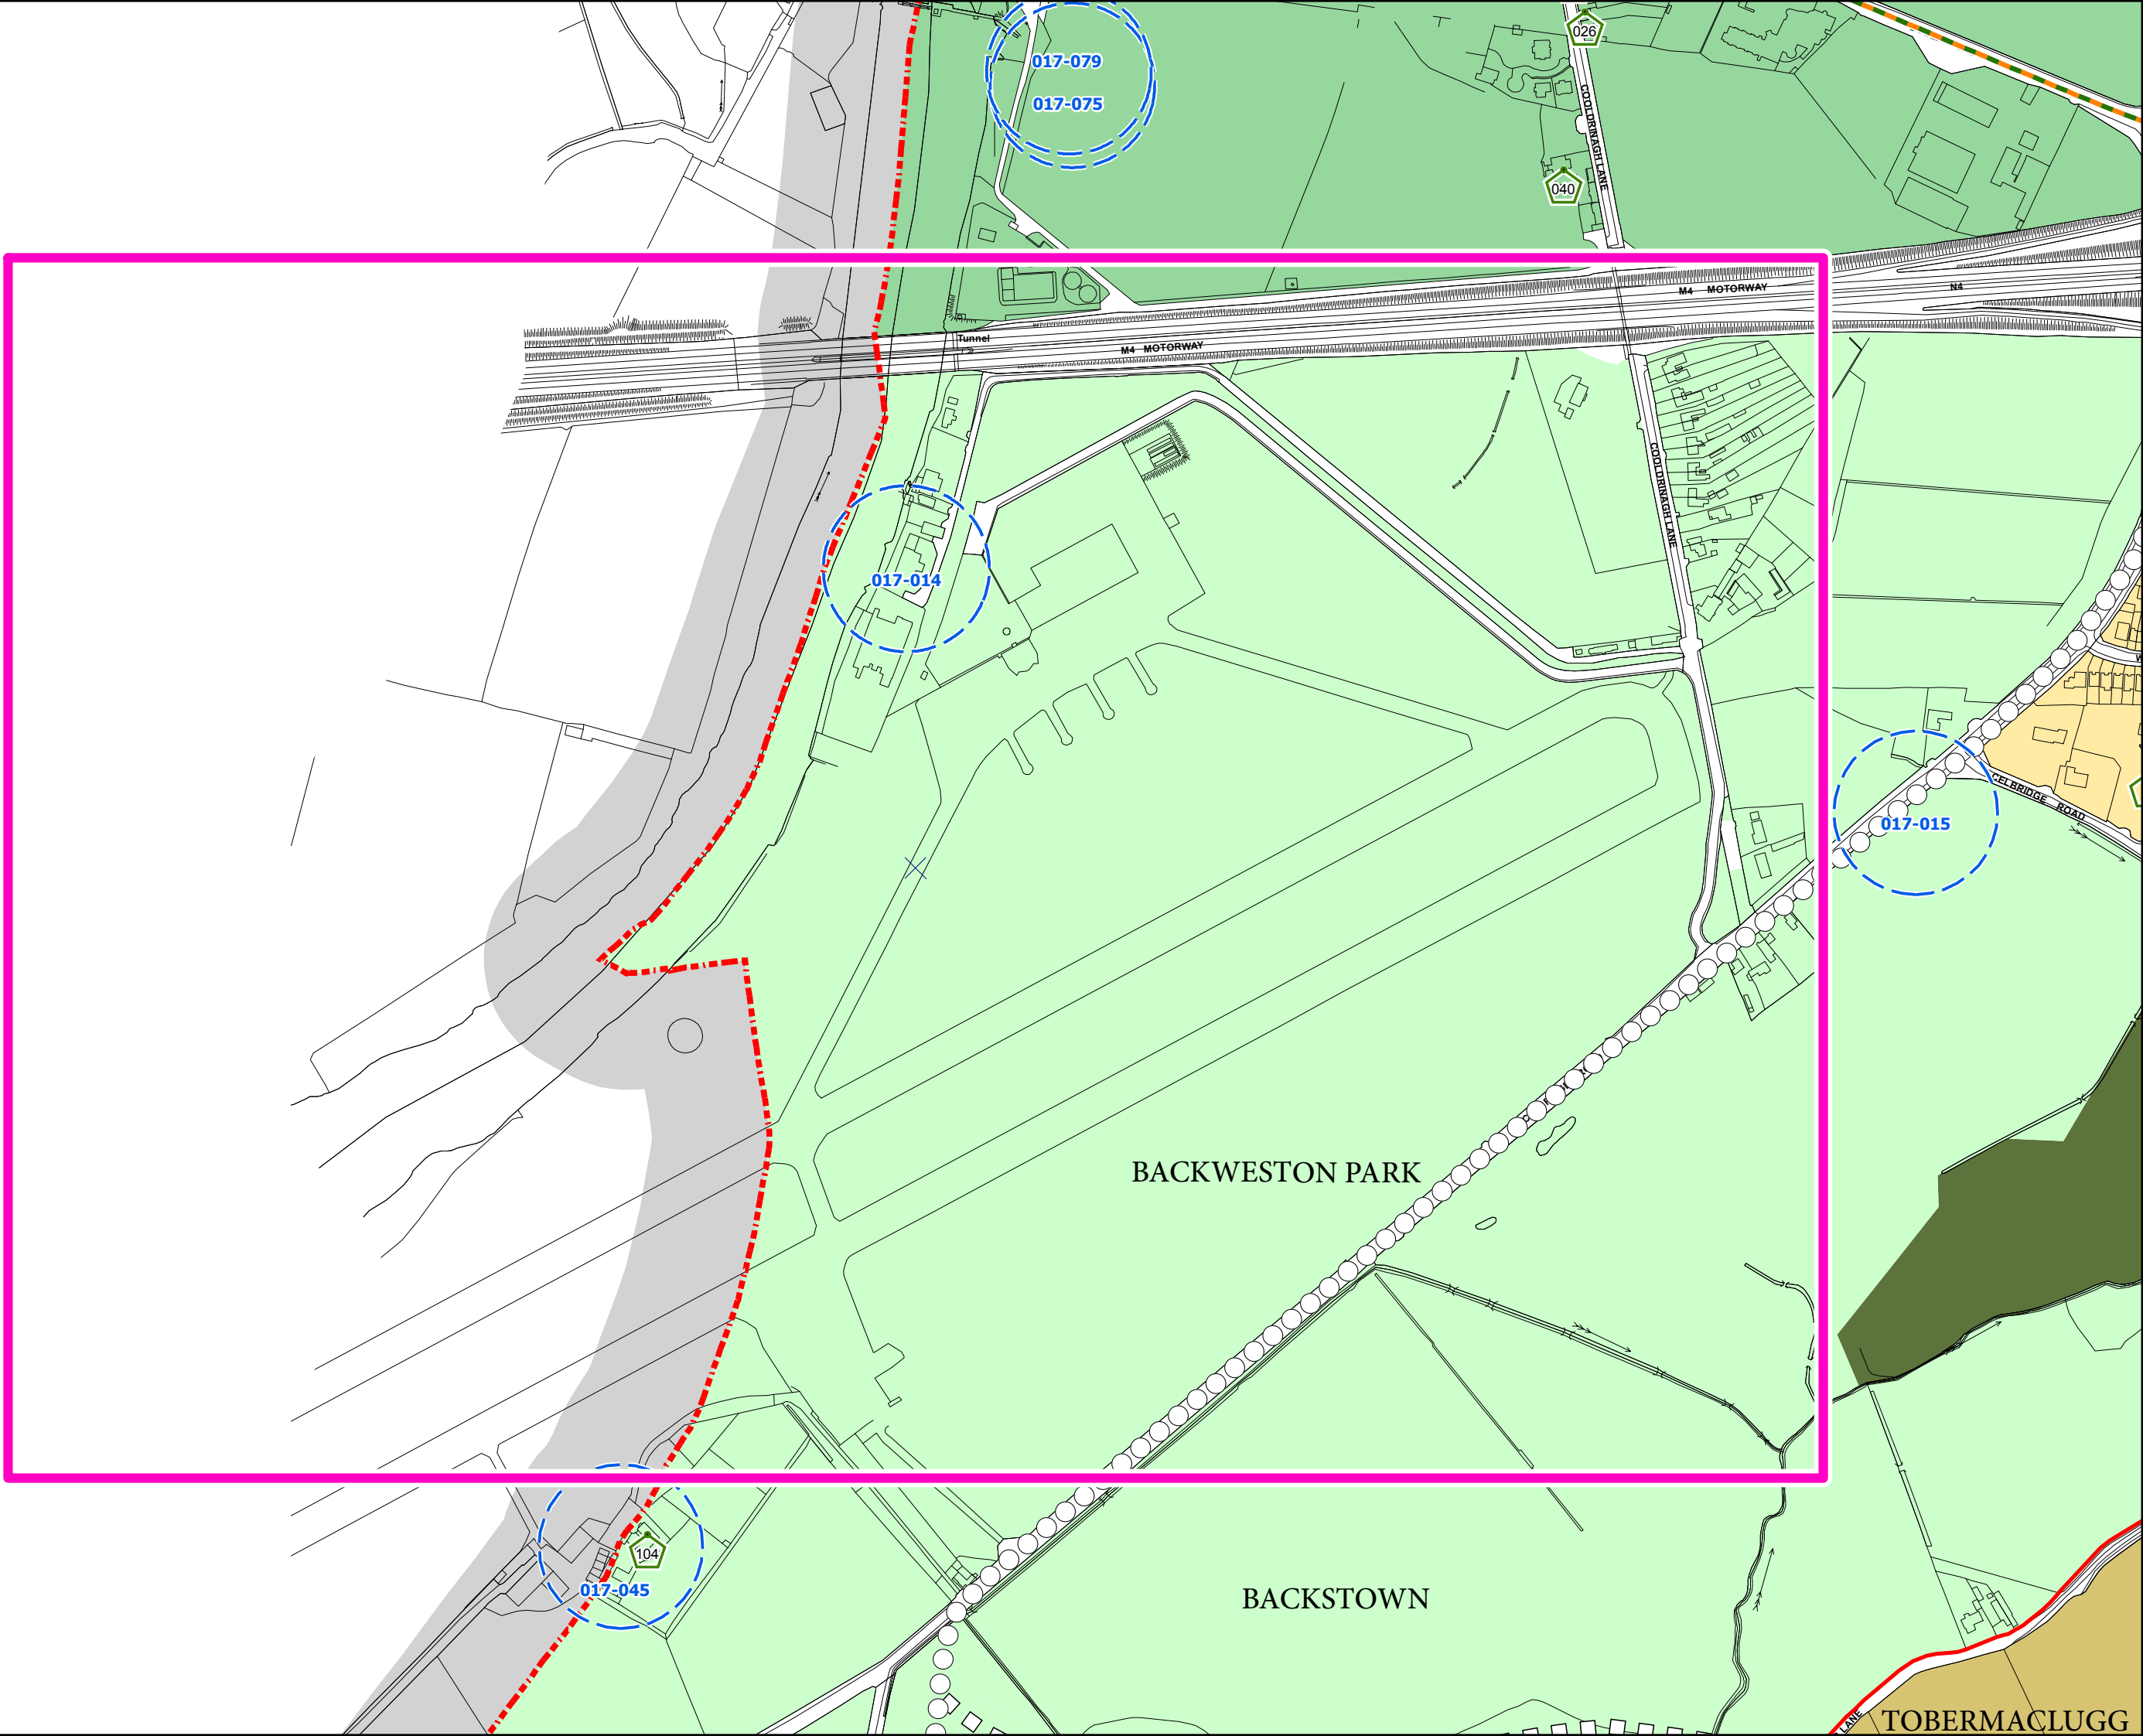 026
017-079
017-075
COOLDRINAGH LANE
040
M4 MOTORWAY
N4
Tunnel
M4 MOTORWAY
COOLDRINAGH LANE
017-014
CELBRIDGE ROAD
017-015
BACKWESTON PARK
104
017-045
BACKSTOWN
LANE
TOBERMACLUGG